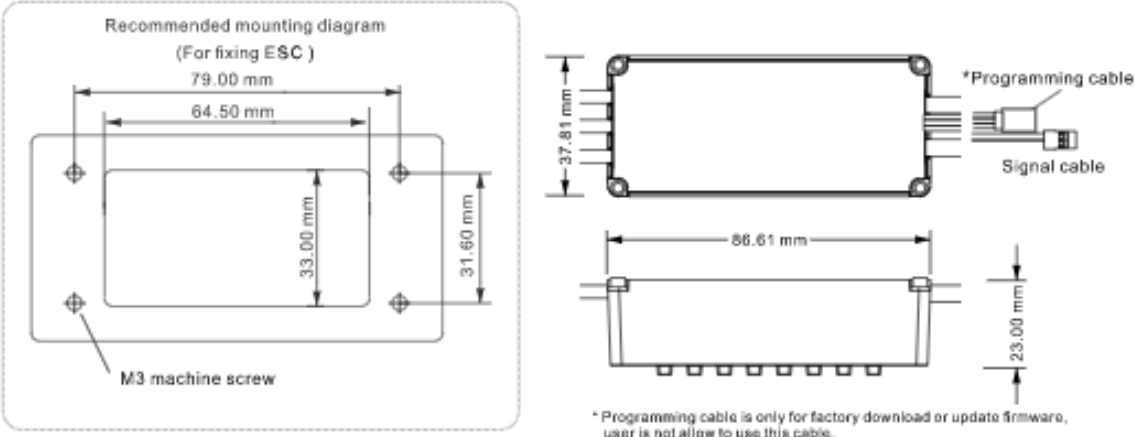 Recommended mounting diagram
(For fixing ESC )
79.00 mm
64.50 mm
33.00 mm
31.60 mm
M3 machine screw
37.81 mm
*Programming cable
Signal cable
86.61 mm
23.00 mm
* Programming cable is only for factory download or update firmware,
user is not allow to use this cable.